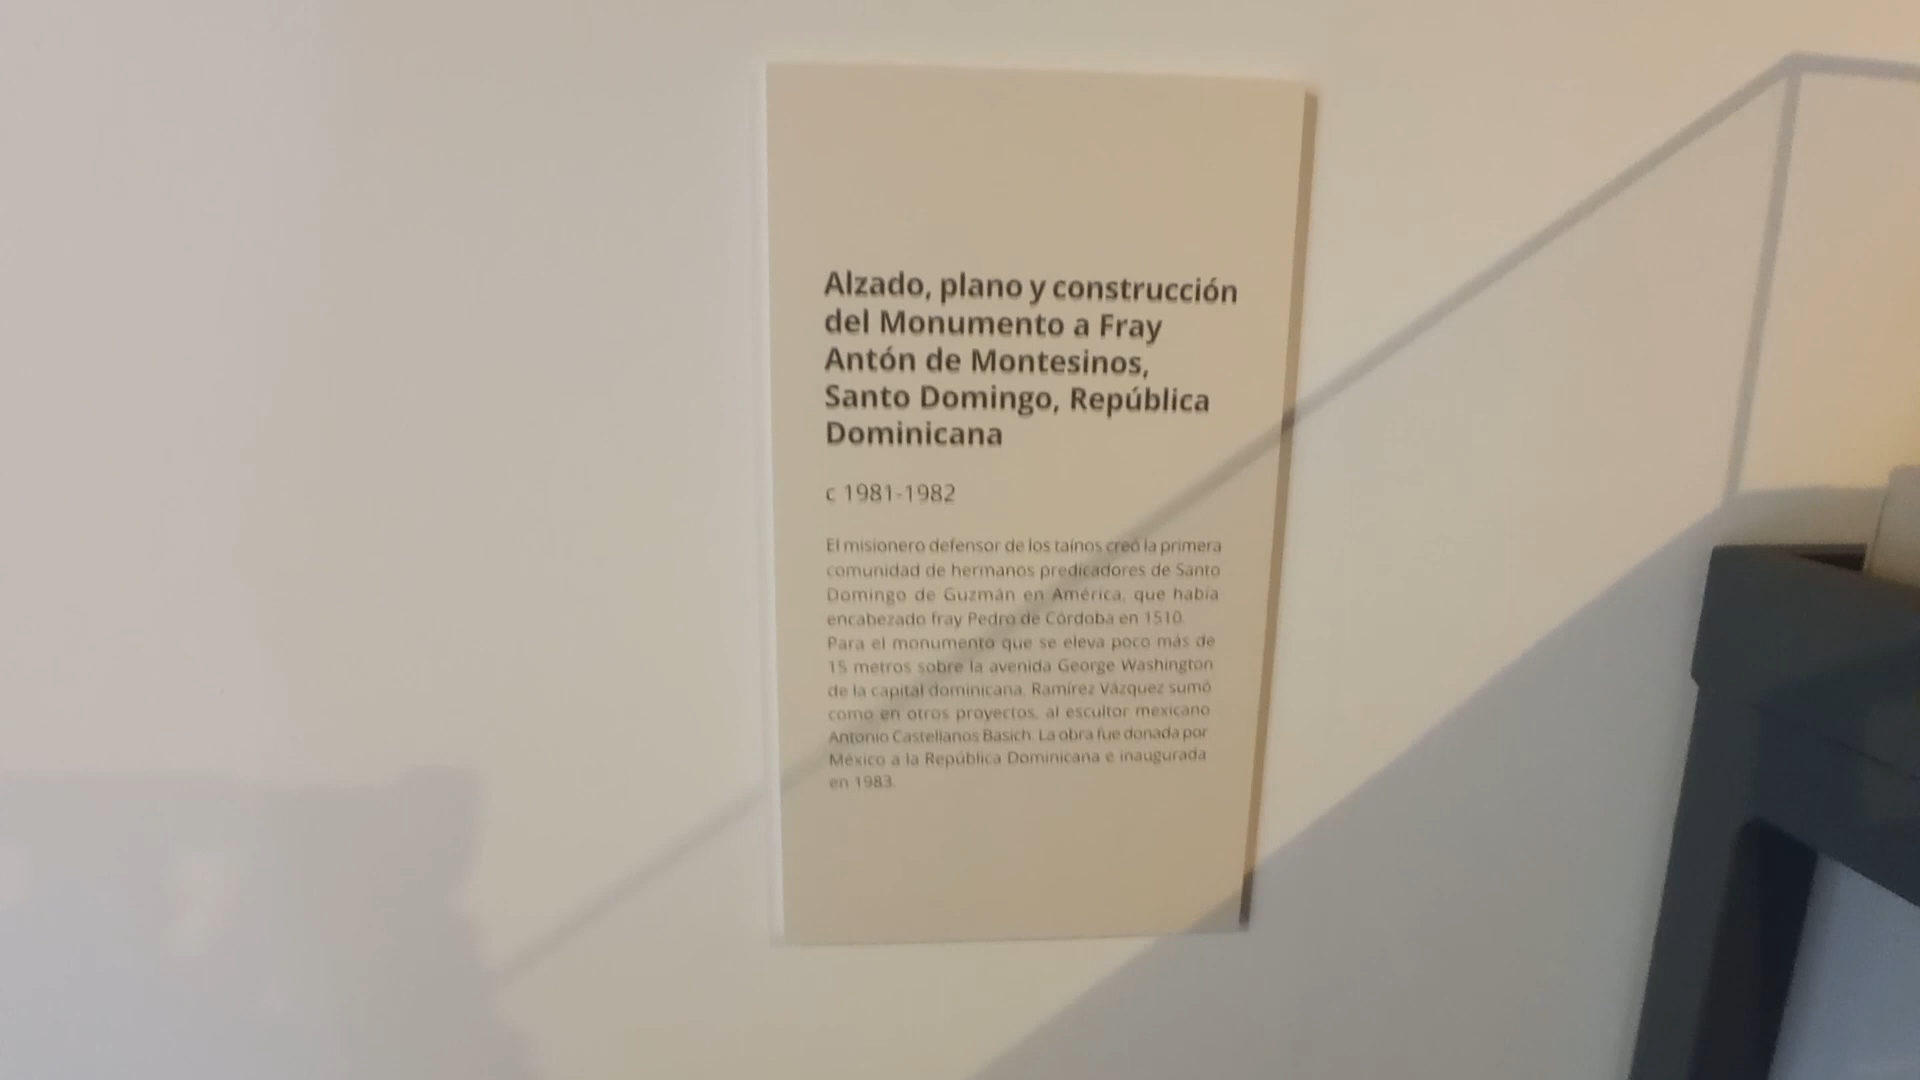 Alzado, plano y construcción
del Monumento a Fray
Antón de Montesinos,
Santo Domingo, República
Dominicana
c 1981-1982
El misionero defensor de los taínos creó la primera
comunidad de hermanos predicadores de Santo
Domingo de Guzmán en América, que había
encabezado fray Pedro de Córdoba en 1510.
Para el monumento que se eleva poco más de
15 metros sobre la avenida George Washington
de la capital dominicana, Ramírez Vázquez sumó
como en otros proyectos, al escultor mexicano
Antonio Castellanos Basich. La obra fue donada por
México a la República Dominicana e inaugurada
en 1983.